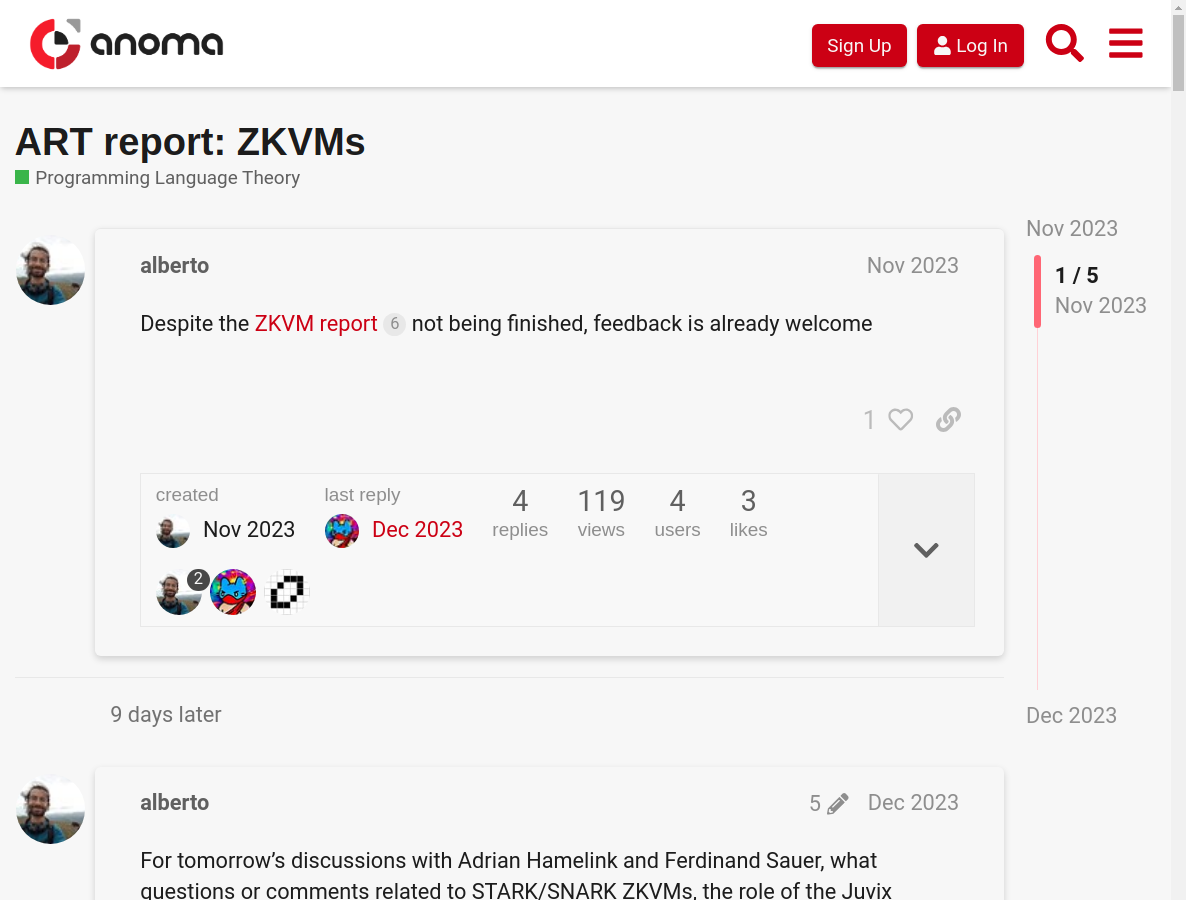 anoma
Sign Up
Log In
ART report: ZKVMs
Programming Language Theory
Nov 2023
1 / 5
Nov 2023
alberto
Nov 2023
Despite the ZKVM report 6 not being finished, feedback is already welcome
1
created
last reply
4
119
4
3
Nov 2023
Dec 2023
replies
views
users
likes
2
9 days later
Dec 2023
alberto
5
Dec 2023
For tomorrow’s discussions with Adrian Hamelink and Ferdinand Sauer, what
questions or comments related to STARK/SNARK ZKVMs, the role of the Juvix